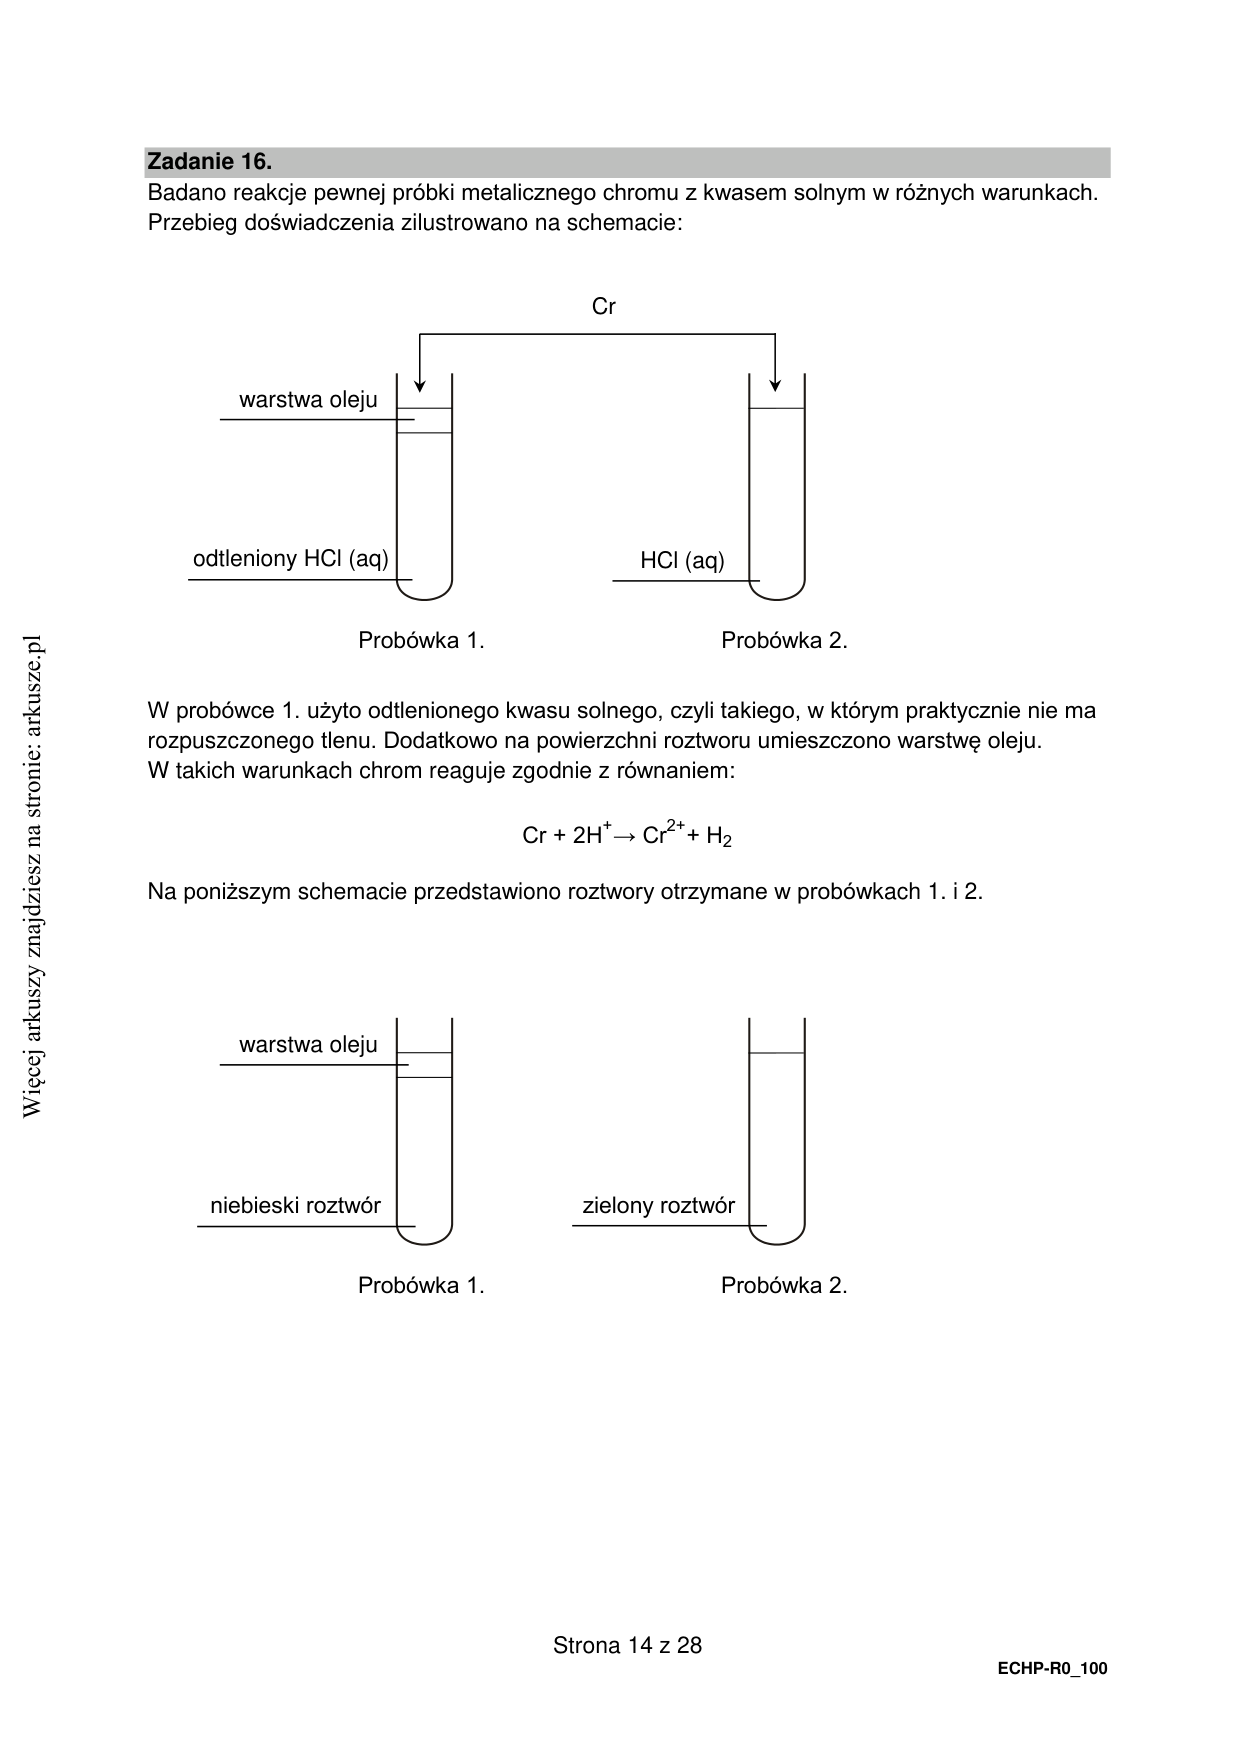 Zadanie 16.
Badano reakcje pewnej próbki metalicznego chromu z kwasem solnym w różnych warunkach.
Przebieg doświadczenia zilustrowano na schemacie:
Cr
warstwa oleju
odtleniony HCl (aq)
HCl (aq)
Probówka 1.
Probówka 2.
W probówce 1. użyto odtlenionego kwasu solnego, czyli takiego, w którym praktycznie nie ma
rozpuszczonego tlenu. Dodatkowo na powierzchni roztworu umieszczono warstwę oleju.
W takich warunkach chrom reaguje zgodnie z równaniem:
Cr + 2H⁺→ Cr²⁺+ H₂
Na poniższym schemacie przedstawiono roztwory otrzymane w probówkach 1. i 2.
warstwa oleju
niebieski roztwór
zielony roztwór
Probówka 1.
Probówka 2.
Strona 14 z 28
ECHP-R0_100
Więcej arkuszy znajdziesz na stronie: arkusze.pl